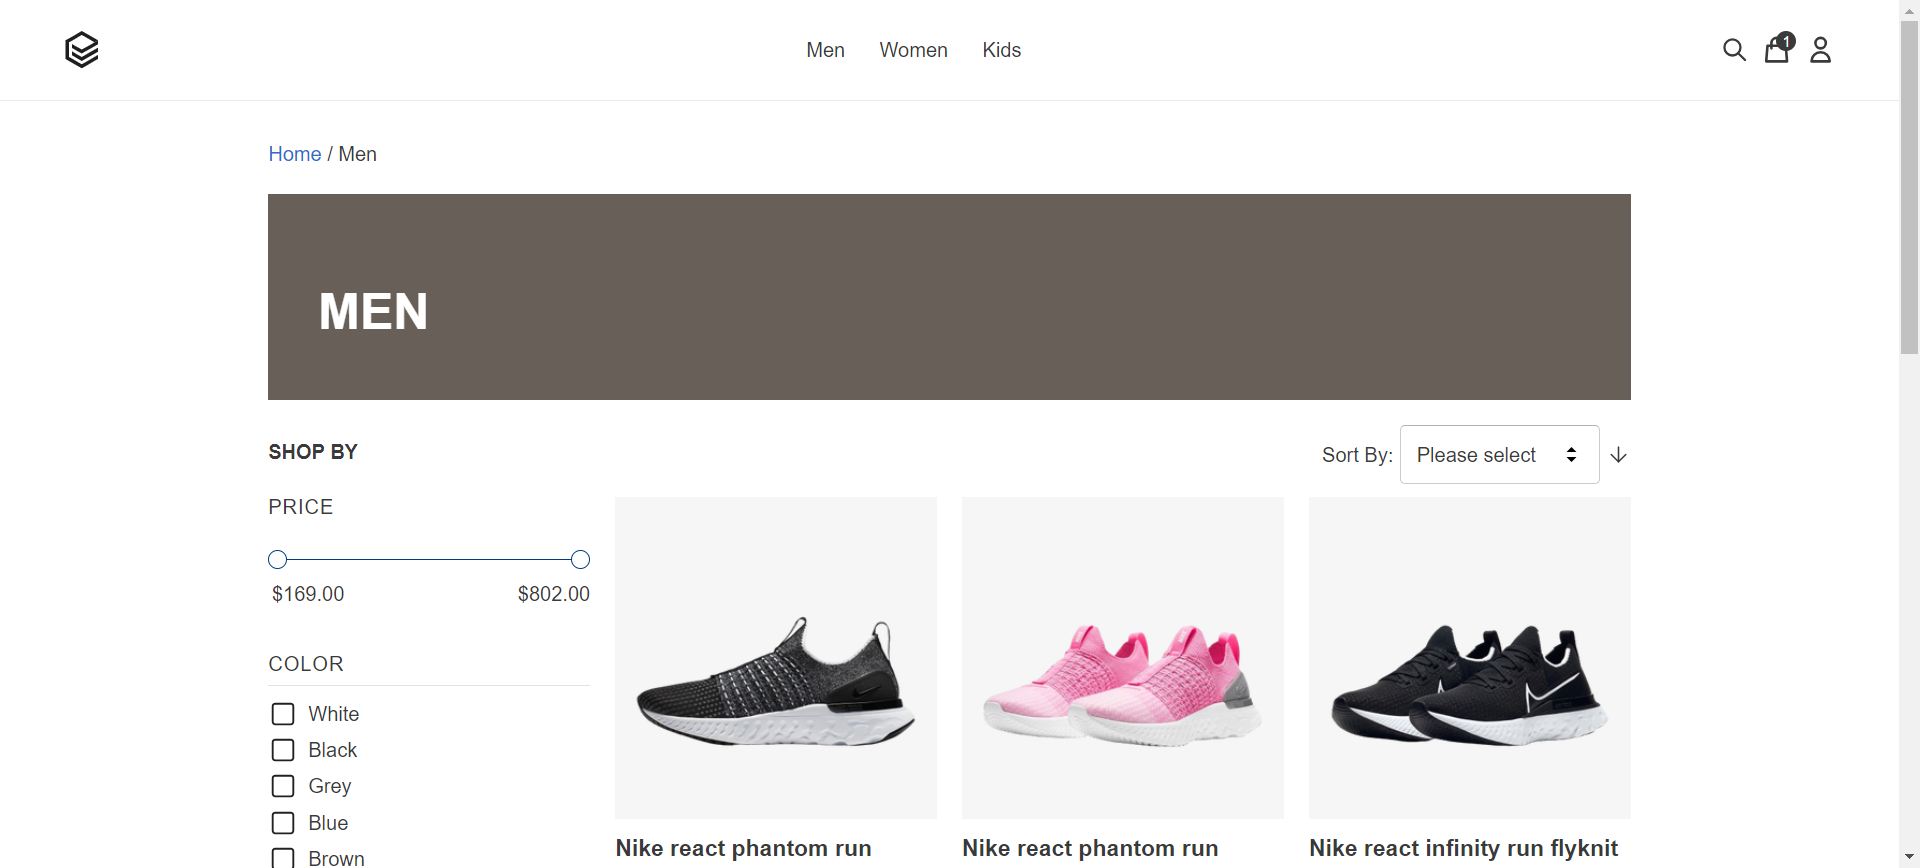 Men Women Kids 1
Home / Men
MEN
SHOP BY
Sort By: Please select
PRICE
$169.00 $802.00
COLOR
White
Black
Grey
Blue
Brown
Nike react phantom run
Nike react phantom run
Nike react infinity run flyknit